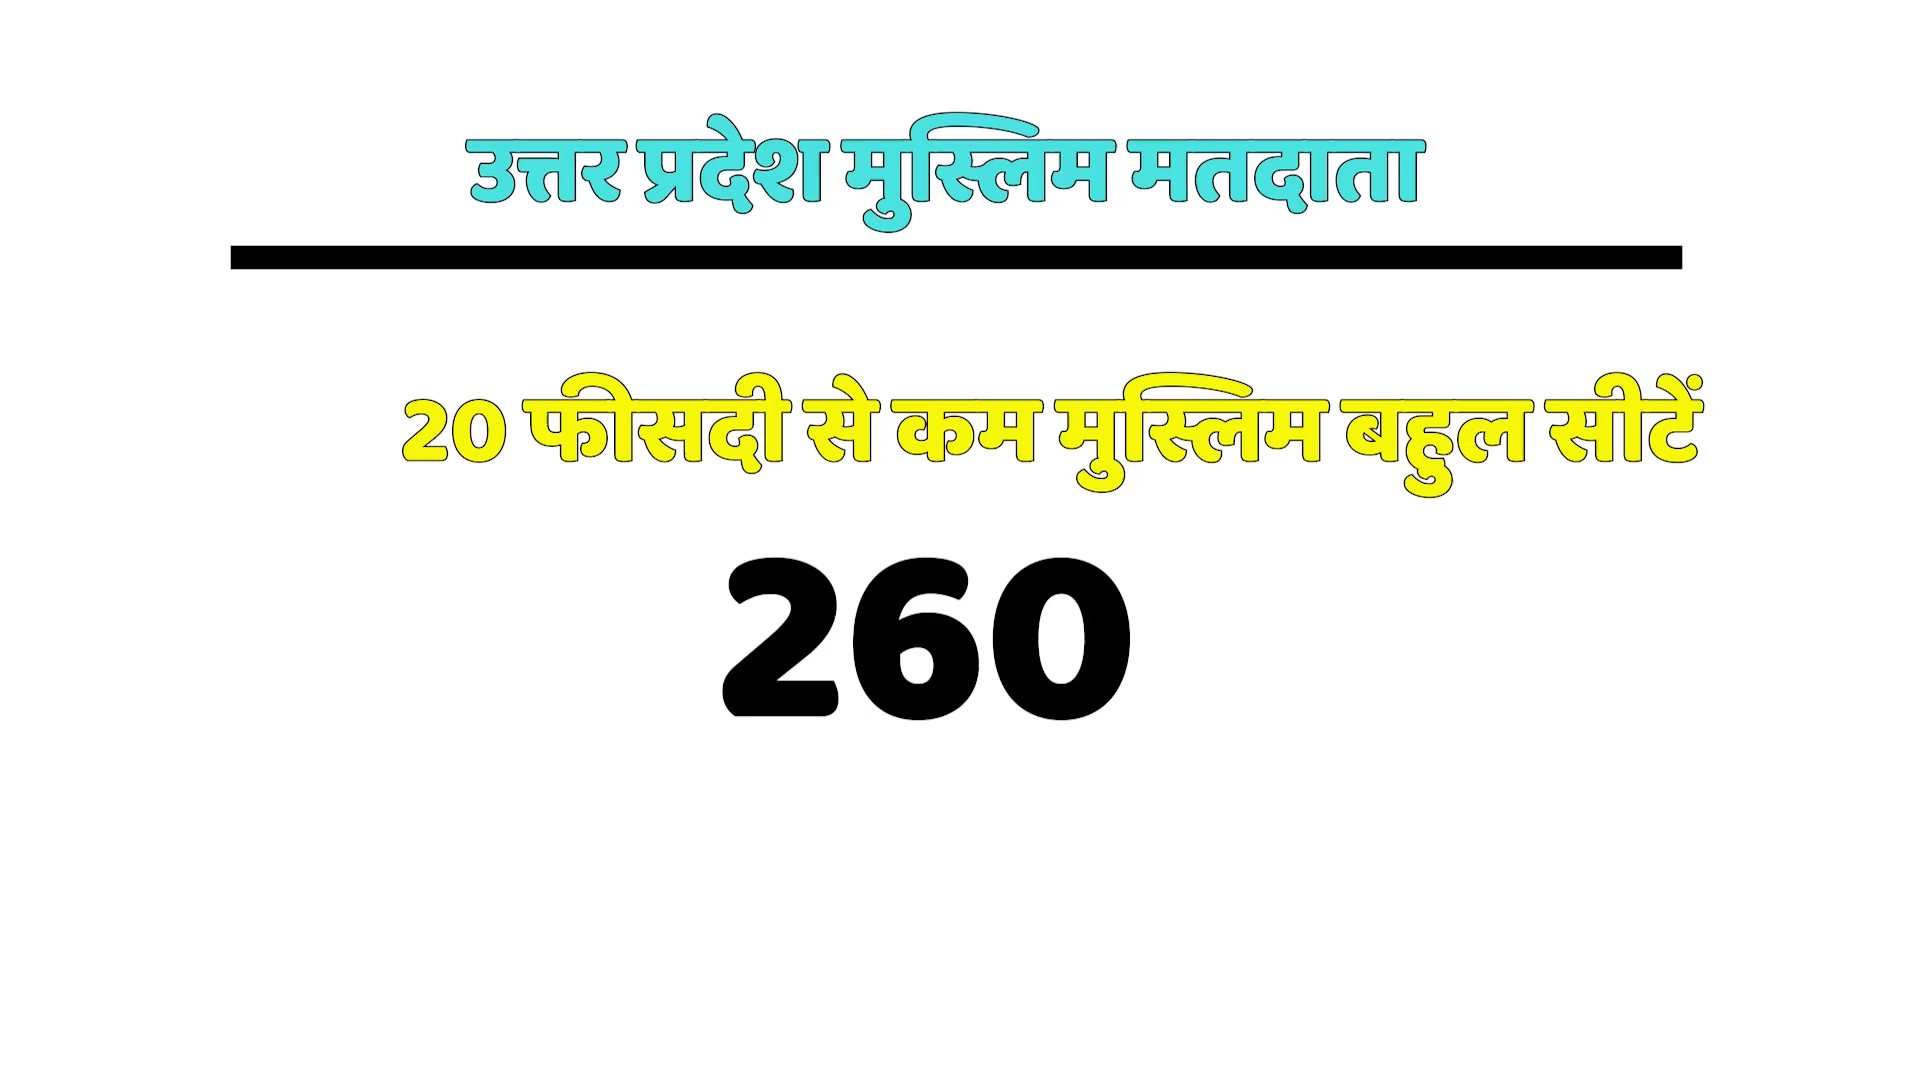 उत्तर प्रदेश मुस्लिम मतदाता
20 फीसदी से कम मुस्लिम बहुल सीटें
260